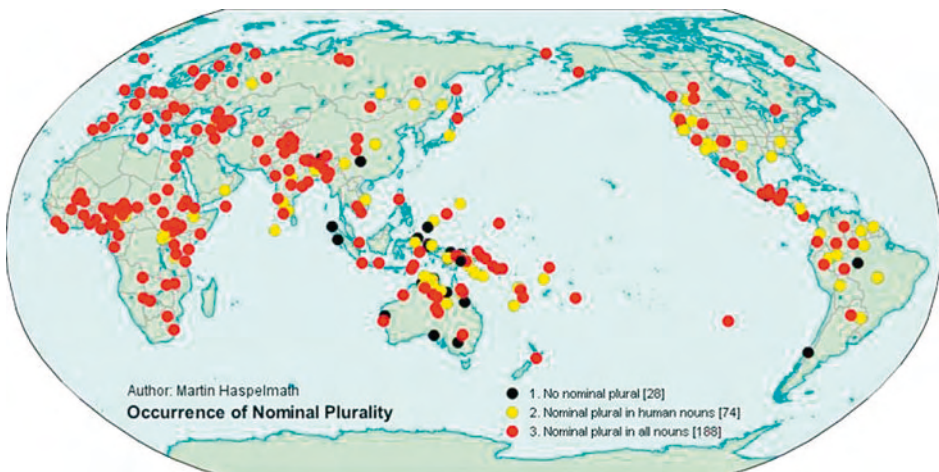 Author: Martin Haspelmath
Occurrence of Nominal Plurality
1. No nominal plural [28]
2. Nominal plural in human nouns [74]
3. Nominal plural in all nouns [188]